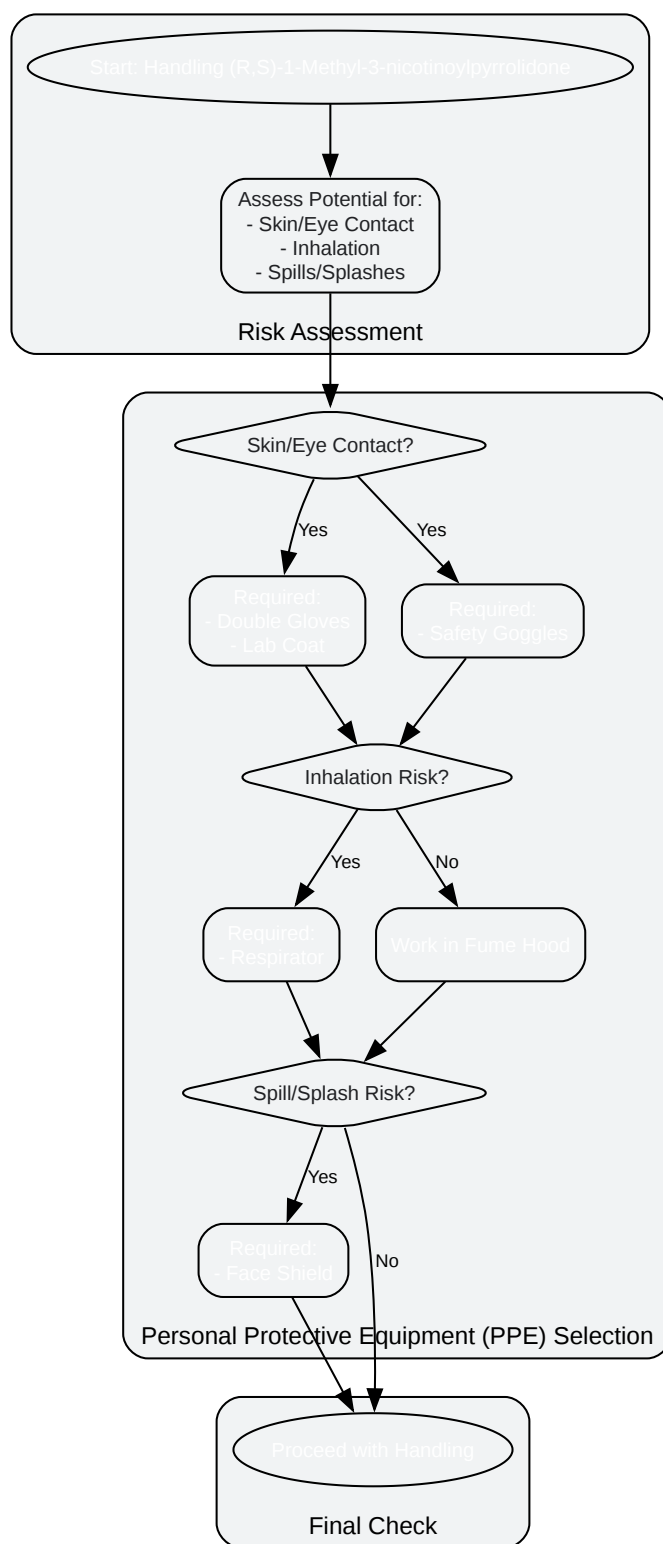 Start: Handling (R,S)-1-Methyl-3-nicotinoylpyrrolidone
Assess Potential for:
- Skin/Eye Contact
- Inhalation
- Spills/Splashes
Risk Assessment
Skin/Eye Contact?
Yes
Yes
Required:
- Double Gloves
- Lab Coat
Required:
- Safety Goggles
Inhalation Risk?
Yes
No
Required:
- Respirator
Work in Fume Hood
Spill/Splash Risk?
Yes
Required:
- Face Shield
No
Personal Protective Equipment (PPE) Selection
Proceed with Handling
Final Check